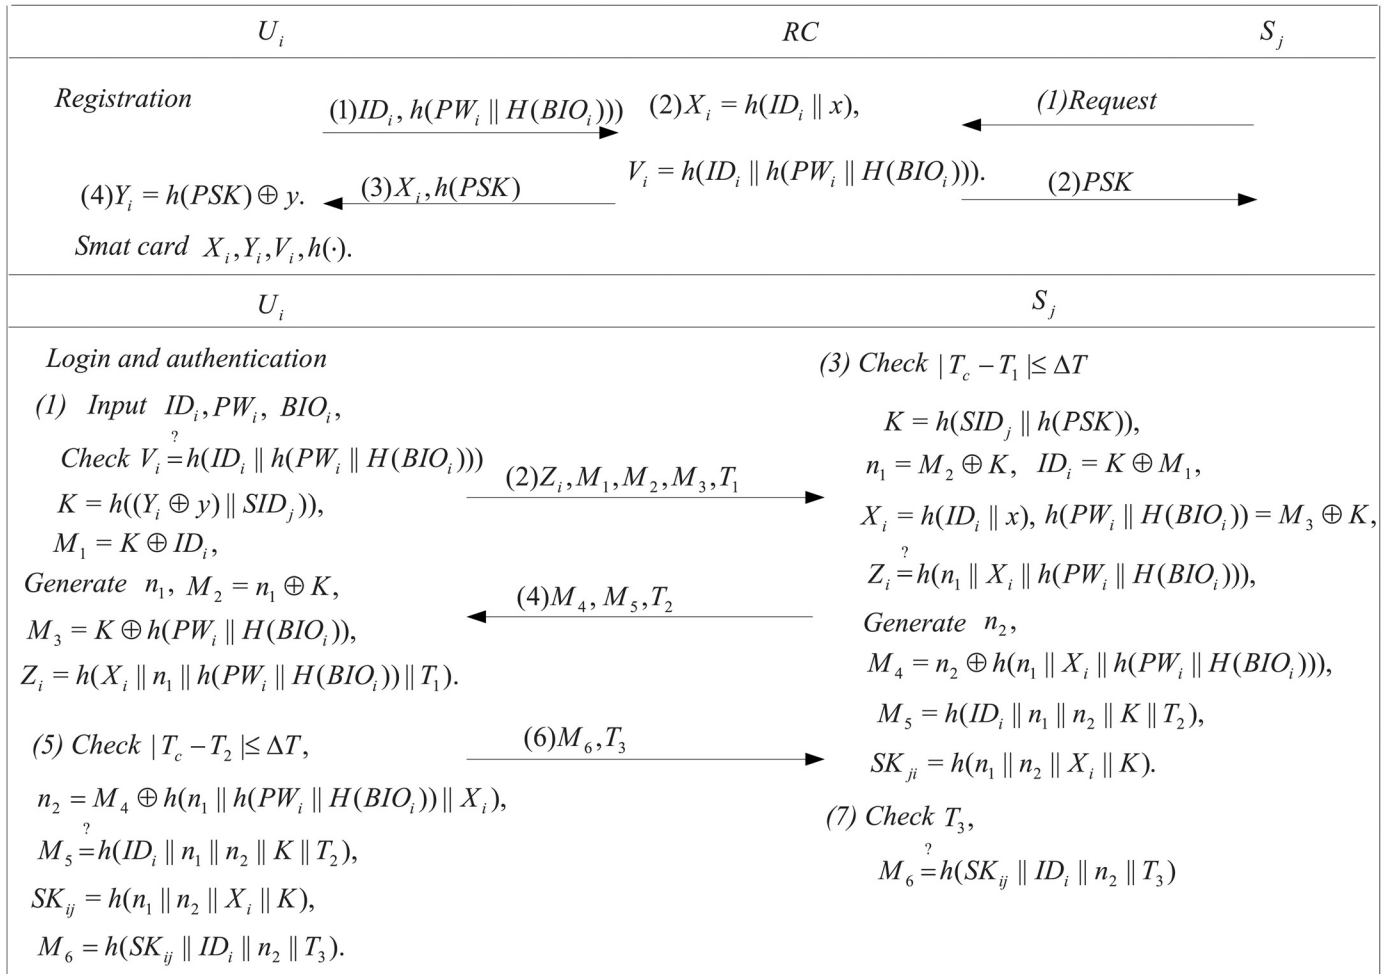 U_i RC S_j
Registration
(1)ID_i, h(PW_i || H(BIO_i)))
(2)X_i = h(ID_i || x),
(1)Request
V_i = h(ID_i || h(PW_i || H(BIO_i))).
(4)Y_i = h(PSK) ⊕ y.
(3)X_i, h(PSK)
(2)PSK
Smat card X_i, Y_i, V_i, h(·).
U_i S_j
Login and authentication
(1) Input ID_i, PW_i, BIO_i,
Check V_i =? h(ID_i || h(PW_i || H(BIO_i)))
K = h((Y_i ⊕ y) || SID_j)),
M_1 = K ⊕ ID_i,
Generate n_1, M_2 = n_1 ⊕ K,
M_3 = K ⊕ h(PW_i || H(BIO_i)),
Z_i = h(X_i || n_1 || h(PW_i || H(BIO_i)) || T_1).
(2)Z_i, M_1, M_2, M_3, T_1
(3) Check | T_c − T_1 |≤ ΔT
K = h(SID_j || h(PSK)),
n_1 = M_2 ⊕ K, ID_i = K ⊕ M_1,
X_i = h(ID_i || x), h(PW_i || H(BIO_i)) = M_3 ⊕ K,
Z_i =? h(n_1 || X_i || h(PW_i || H(BIO_i))),
Generate n_2,
M_4 = n_2 ⊕ h(n_1 || X_i || h(PW_i || H(BIO_i))),
M_5 = h(ID_i || n_1 || n_2 || K || T_2),
SK_ji = h(n_1 || n_2 || X_i || K).
(4)M_4, M_5, T_2
(5) Check | T_c − T_2 |≤ ΔT,
n_2 = M_4 ⊕ h(n_1 || h(PW_i || H(BIO_i)) || X_i),
M_5 =? h(ID_i || n_1 || n_2 || K || T_2),
SK_ij = h(n_1 || n_2 || X_i || K),
M_6 = h(SK_ij || ID_i || n_2 || T_3).
(6)M_6, T_3
(7) Check T_3,
M_6 =? h(SK_ij || ID_i || n_2 || T_3)